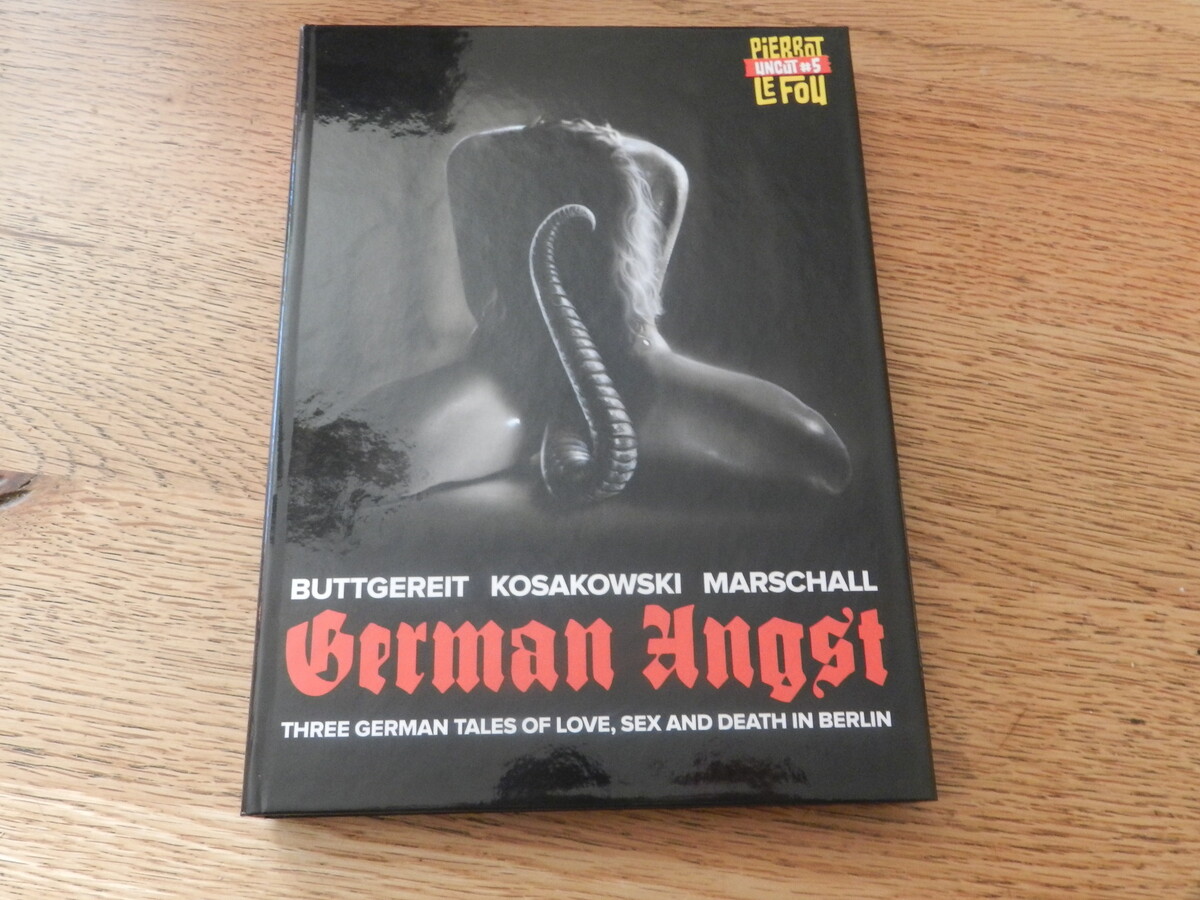 PiERROT
UNCUT #5
LE FOU
BUTTGEREIT KOSAKOWSKI MARSCHALL
German Angst
THREE GERMAN TALES OF LOVE, SEX AND DEATH IN BERLIN